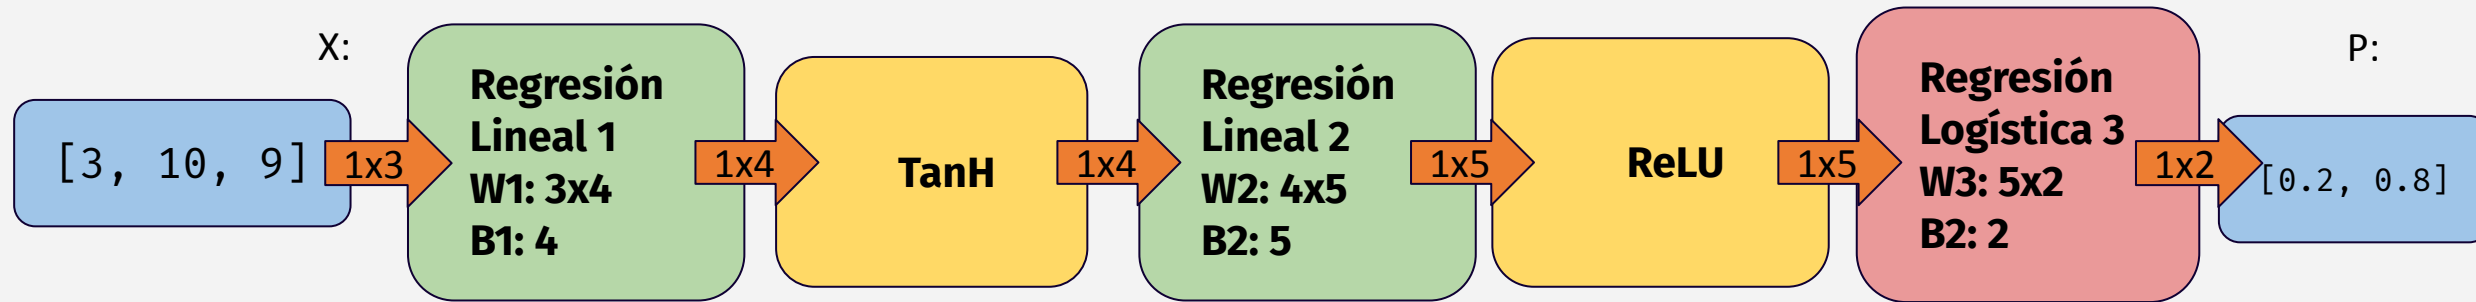 X:
[3, 10, 9]
1x3
Regresión
Lineal 1
W1: 3x4
B1: 4
1x4
TanH
1x4
Regresión
Lineal 2
W2: 4x5
B2: 5
1x5
ReLU
1x5
Regresión
Logística 3
W3: 5x2
B2: 2
1x2
P:
[0.2, 0.8]